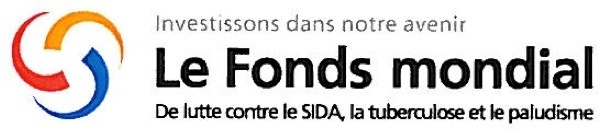 Investissons dans notre avenir
Le Fonds mondial
De lutte contre le SIDA, la tuberculose et le paludisme